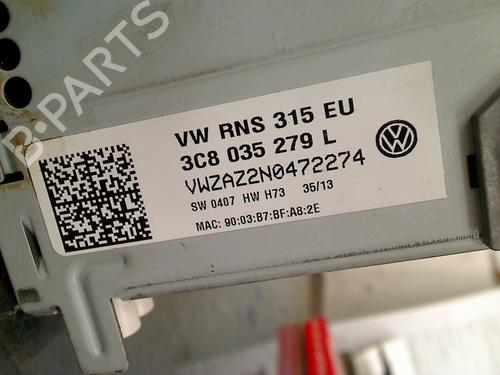 B-PARTS
VW RNS 315 EU
3C8 035 279 L
VWZAZ2N0472274
SW 0407 HW H73 35/13
MAC: 90:03:B7:BF:A8:2E